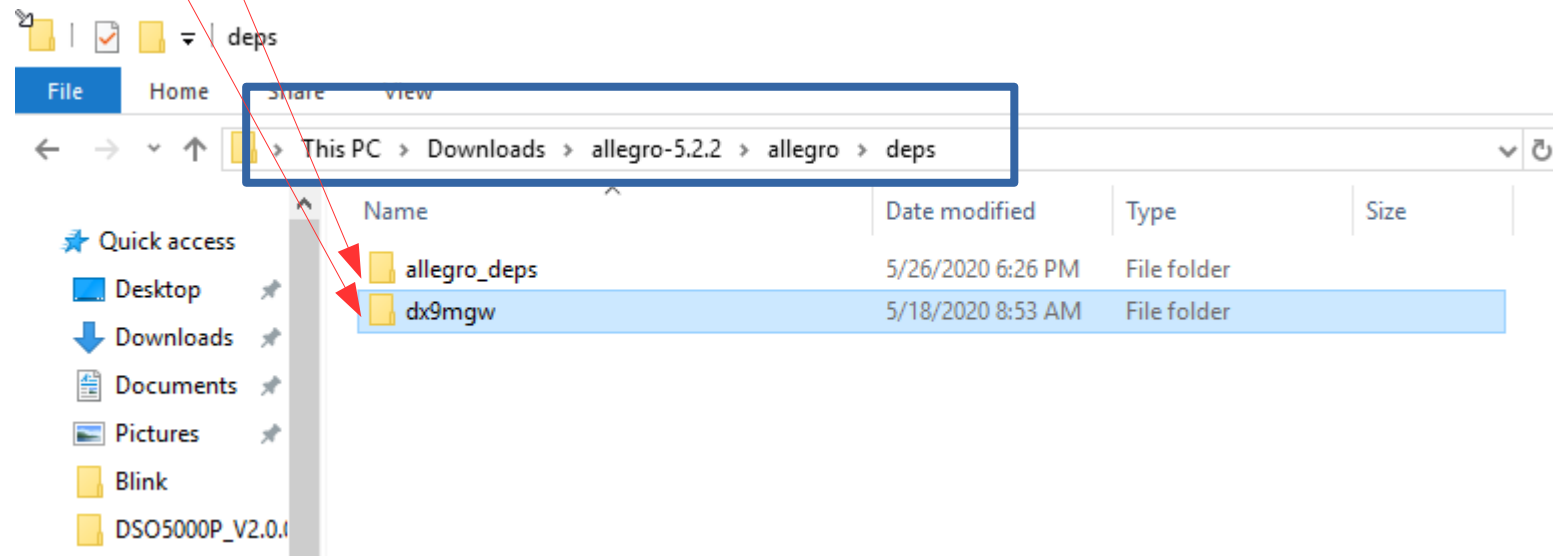 deps
File Home Share View
This PC > Downloads > allegro-5.2.2 > allegro > deps
Name Date modified Type Size
Quick access
allegro_deps 5/26/2020 6:26 PM File folder
Desktop
dx9mgw 5/18/2020 8:53 AM File folder
Downloads
Documents
Pictures
Blink
DSO5000P_V2.0.